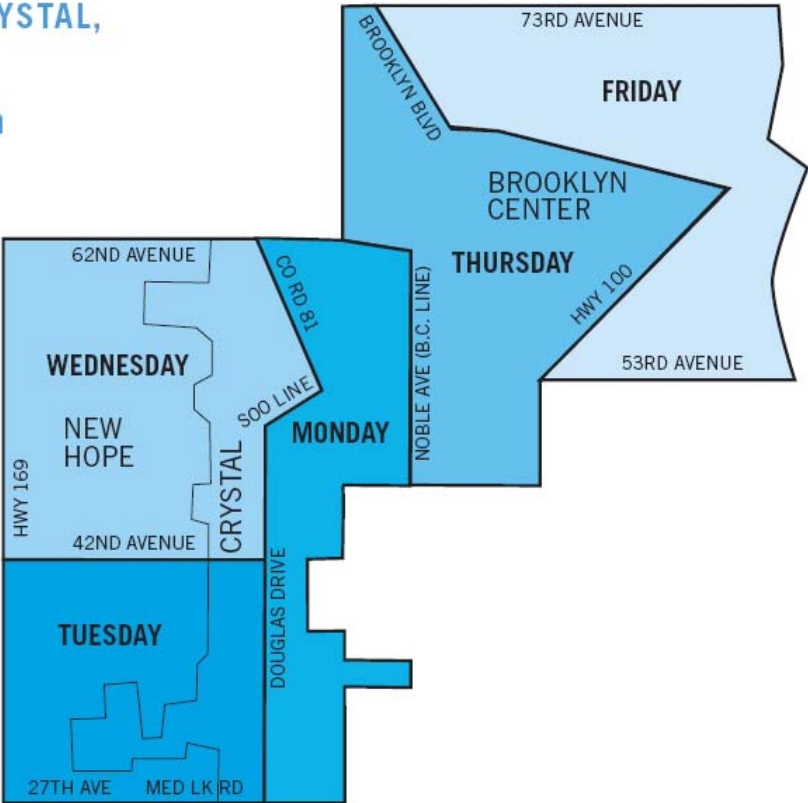 YSTAL,
73RD AVENUE
BROOKLYN BLVD
FRIDAY
BROOKLYN
CENTER
THURSDAY
62ND AVENUE
CO RD 81
HWY 100
NOBLE AVE (B.C. LINE)
53RD AVENUE
WEDNESDAY
SOO LINE
NEW
HOPE
MONDAY
CRYSTAL
HWY 169
42ND AVENUE
DOUGLAS DRIVE
TUESDAY
27TH AVE
MED LK RD